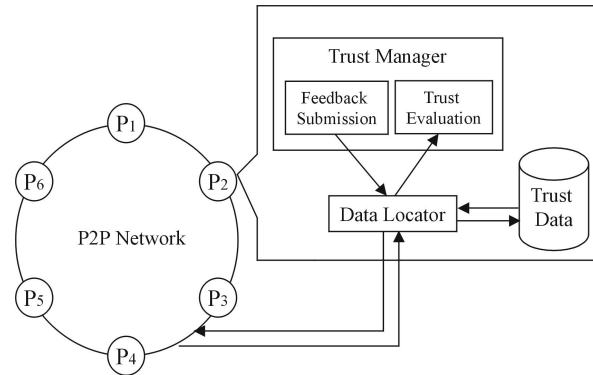 Trust Manager
Feedback
Submission
Trust
Evaluation
P1
P6
P2
Trust
Data
Data Locator
P2P Network
P5
P3
P4